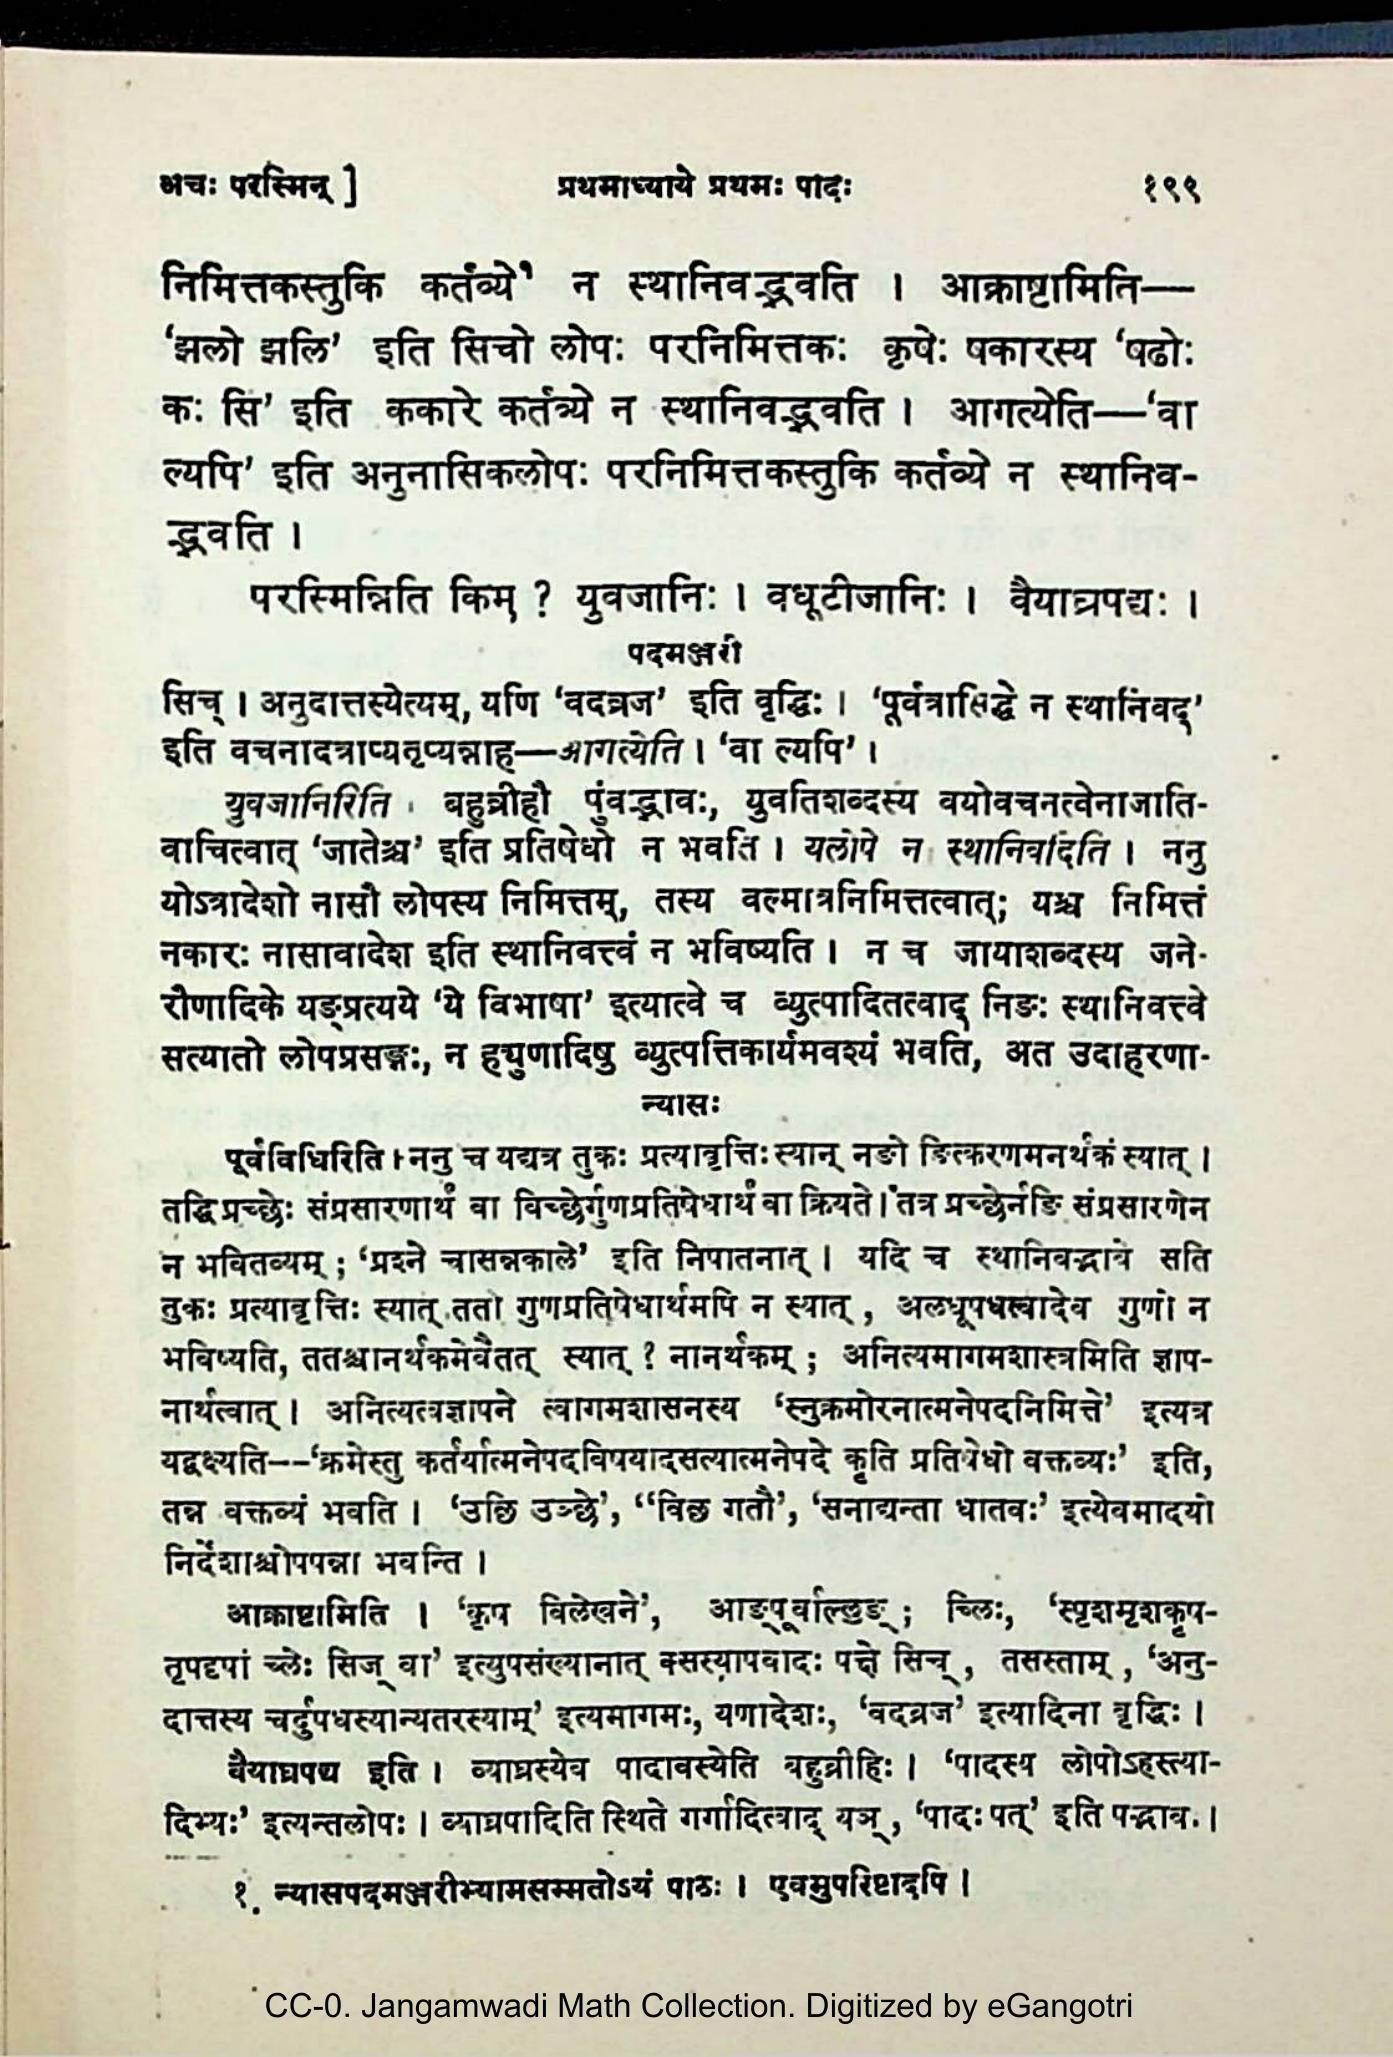 अचः परस्मिन् ] प्रथमाध्याये प्रथमः पादः १९९
निमित्तकस्तुकि कर्तव्ये१ न स्थानिवद्भवति । आक्राष्टामिति—
‘झलो झलि’ इति सिचो लोपः परनिमित्तकः कृषेः षकारस्य ‘षढोः
कः सि’ इति ककारे कर्तव्ये न स्थानिवद्भवति । आगत्येति—‘वा
ल्यपि’ इति अनुनासिकलोपः परनिमित्तकस्तुकि कर्तव्ये न स्थानिव-
द्भवति ।
परस्मिन्निति किम् ? युवजानिः । वधूटीजानिः । वैयाघ्रपद्यः ।
पदमञ्जरी
सिच् । अनुदात्तस्येत्यम्, यणि ‘वदव्रज’ इति वृद्धिः । ‘पूर्वत्रासिद्धे न स्थानिवद्’
इति वचनादत्राप्यतृप्यन्नाह—आगत्येति । ‘वा ल्यपि’ ।
युवजानिरिति । बहुव्रीहौ पुंवद्भावः, युवतिशब्दस्य वयोवचनत्वेनाजाति-
वाचित्वात् ‘जातेश्च’ इति प्रतिषेधो न भवति । यलोपे न स्थानिवदिति । ननु
योऽत्रादेशो नासौ लोपस्य निमित्तम्, तस्य वल्मात्रनिमित्तत्वात्; यश्च निमित्तं
नकारः नासावादेश इति स्थानिवत्त्वं न भविष्यति । न च जायाशब्दस्य जने-
रौणादिके यङ्प्रत्यये ‘ये विभाषा’ इत्यात्वे च व्युत्पादितत्वाद् निङः स्थानिवत्त्वे
सत्यातो लोपप्रसङ्गः, न ह्युणादिषु व्युत्पत्तिकार्यमवश्यं भवति, अत उदाहरणा-
न्यासः
पूर्वविधिरिति । ननु च यद्यत्र तुकः प्रत्यावृत्तिः स्यान् नङो ङित्करणमनर्थकं स्यात् ।
तद्धि प्रच्छेः संप्रसारणार्थं वा विच्छेर्गुणप्रतिषेधार्थं वा क्रियते । तत्र प्रच्छेर्नङि संप्रसारणेन
न भवितव्यम् ; ‘प्रश्ने चासन्नकाले’ इति निपातनात् । यदि च स्थानिवद्भावे सति
तुकः प्रत्यावृत्तिः स्यात् ततो गुणप्रतिषेधार्थमपि न स्यात् , अलघूपधत्वादेव गुणो न
भविष्यति, ततश्चानर्थकमेवैतत् स्यात् ? नानर्थकम् ; अनित्यमागमशास्त्रमिति ज्ञाप-
नार्थत्वात् । अनित्यत्वज्ञापने त्वागमशासनस्य ‘स्नुक्रमोरनात्मनेपदनिमित्ते’ इत्यत्र
यद्वक्ष्यति--‘क्रमेस्तु कर्तर्यात्मनेपदविषयादसत्यात्मनेपदे कृति प्रतिषेधो वक्तव्यः’ इति,
तन्न वक्तव्यं भवति । ‘उछि उञ्छे’, “विछ गतौ’, ‘सनाद्यन्ता धातवः’ इत्येवमादयो
निर्देशाश्चोपपन्ना भवन्ति ।
आक्राष्टामिति । ‘कृष विलेखने’, आङ्पूर्वाल्लुङ् ; च्लिः, ‘स्पृशमृशकृष-
तृपदृपां च्लेः सिज् वा’ इत्युपसंख्यानात् क्सस्यापवादः पक्षे सिच् , तसस्ताम् , ‘अनु-
दात्तस्य चर्दुपधस्यान्यतरस्याम्’ इत्यमागमः, यणादेशः, ‘वदव्रज’ इत्यादिना वृद्धिः ।
वैयाघ्रपद्य इति । व्याघ्रस्येव पादावस्येति बहुव्रीहिः । ‘पादस्य लोपोऽहस्त्या-
दिभ्यः’ इत्यन्तलोपः । व्याघ्रपादिति स्थिते गर्गादित्वाद् यञ् , ‘पादः पत्’ इति पद्भावः ।
१. न्यासपदमञ्जरीभ्यामसम्मतोऽयं पाठः । एवमुपरिष्टादपि ।
CC-0. Jangamwadi Math Collection. Digitized by eGangotri